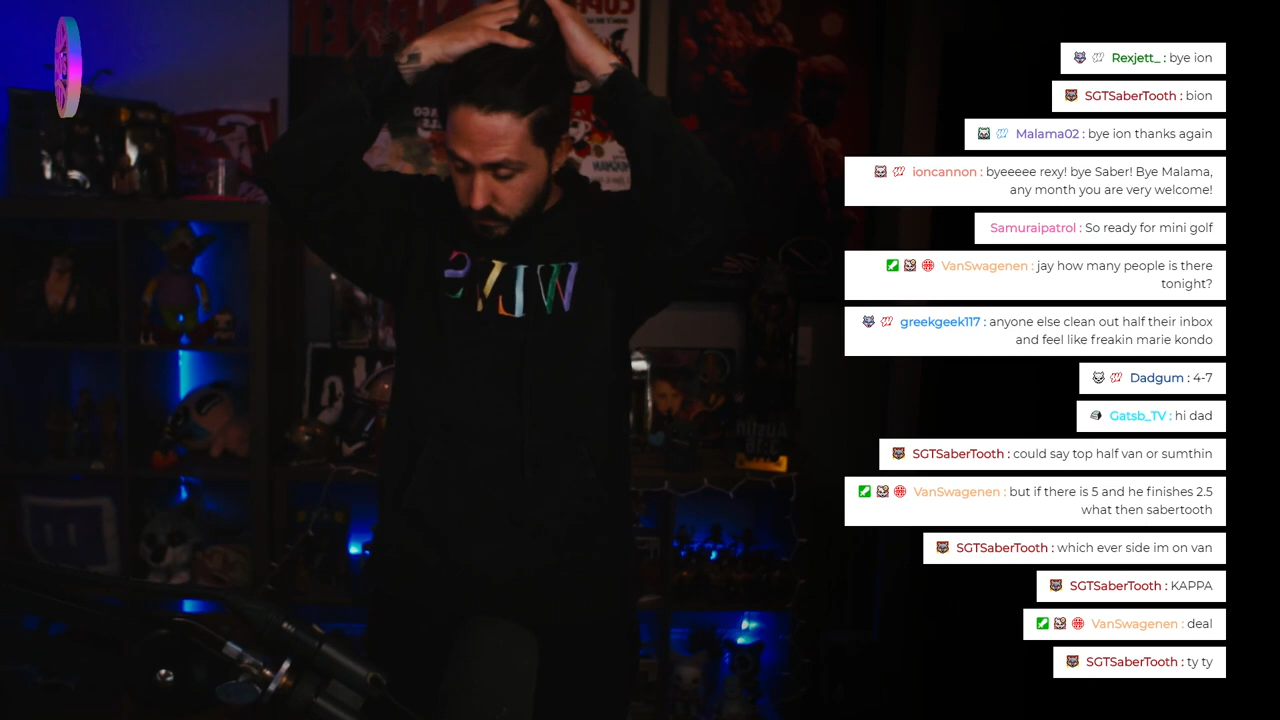 Rexjett_ : bye ion
SGTSaberTooth : bion
Malama02 : bye ion thanks again
ioncannon : byeeeee rexy! bye Saber! Bye Malama,
any month you are very welcome!
Samuraipatrol : So ready for mini golf
VanSwagenen : jay how many people is there
tonight?
greekgeek117 : anyone else clean out half their inbox
and feel like freakin marie kondo
Dadgum : 4-7
Gatsb_TV : hi dad
SGTSaberTooth : could say top half van or sumthin
VanSwagenen : but if there is 5 and he finishes 2.5
what then sabertooth
SGTSaberTooth : which ever side im on van
SGTSaberTooth : KAPPA
VanSwagenen : deal
SGTSaberTooth : ty ty